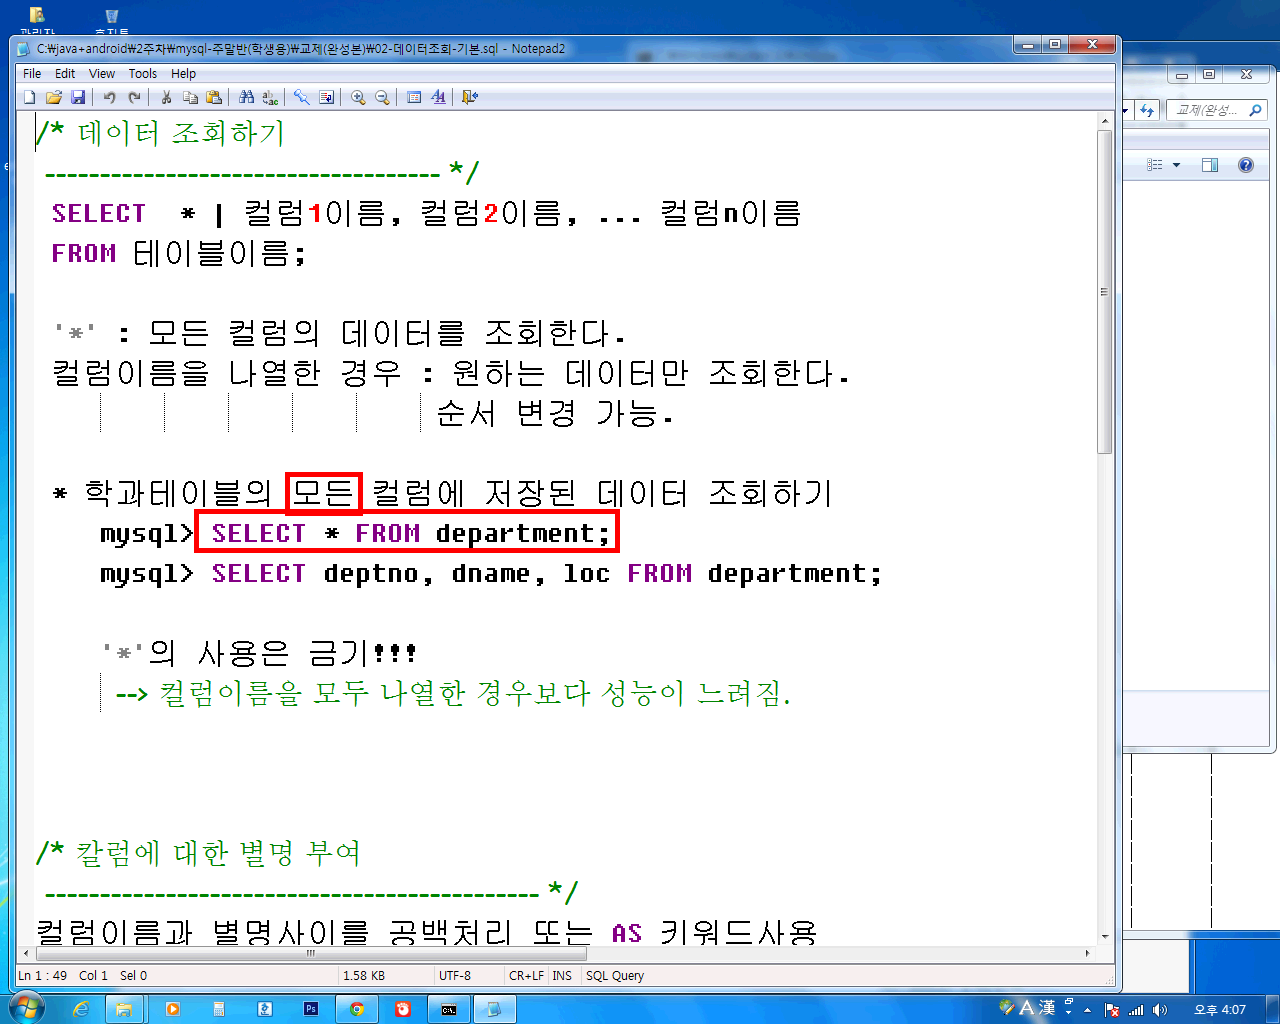 C:\java+android\2주차\mysql-주말반(학생용)\교제(완성본)\02-데이터조회-기본.sql - Notepad2
File Edit View Tools Help
교제(완성...
/* 데이터 조회하기
------------------------------------ */
SELECT * | 컬럼1이름, 컬럼2이름, ... 컬럼n이름
FROM 테이블이름;
'*' : 모든 컬럼의 데이터를 조회한다.
컬럼이름을 나열한 경우 : 원하는 데이터만 조회한다.
순서 변경 가능.
* 학과테이블의 모든 컬럼에 저장된 데이터 조회하기
mysql> SELECT * FROM department;
mysql> SELECT deptno, dname, loc FROM department;
'*'의 사용은 금기!!!
--> 컬럼이름을 모두 나열한 경우보다 성능이 느려짐.
/* 칼럼에 대한 별명 부여
--------------------------------------------- */
컬럼이름과 별명사이를 공백처리 또는 AS 키워드사용
Ln 1 : 49 Col 1 Sel 0 1.58 KB UTF-8 CR+LF INS SQL Query
A 漢 오후 4:07